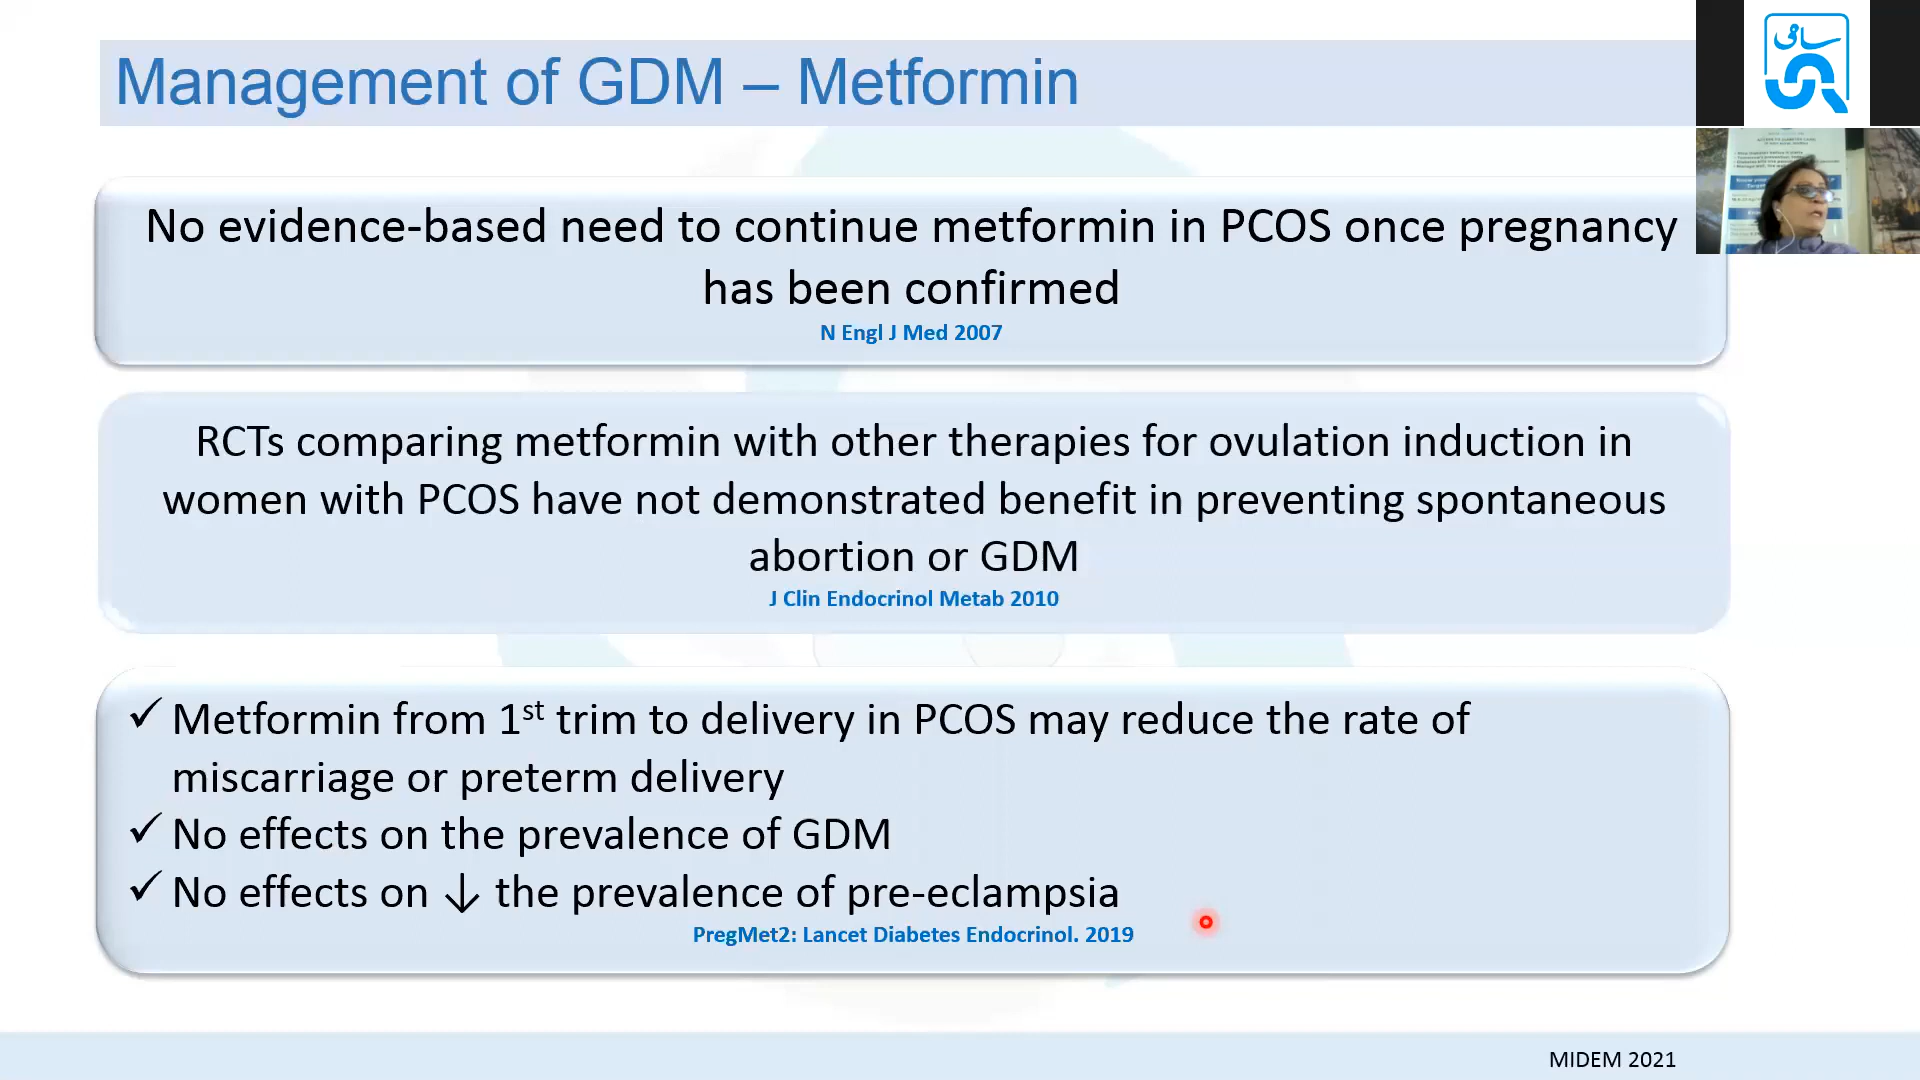 Management of GDM – Metformin
ساقی
No evidence-based need to continue metformin in PCOS once pregnancy
has been confirmed
N Engl J Med 2007
RCTs comparing metformin with other therapies for ovulation induction in
women with PCOS have not demonstrated benefit in preventing spontaneous
abortion or GDM
J Clin Endocrinol Metab 2010
✓ Metformin from 1st trim to delivery in PCOS may reduce the rate of
miscarriage or preterm delivery
✓ No effects on the prevalence of GDM
✓ No effects on ↓ the prevalence of pre-eclampsia
PregMet2: Lancet Diabetes Endocrinol. 2019
MIDEM 2021